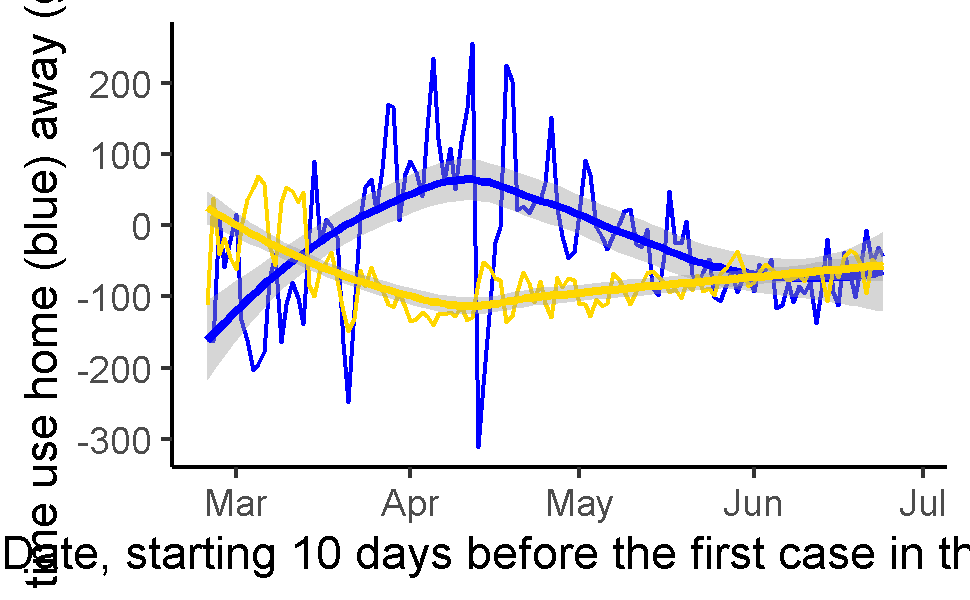 time use home (blue) away (
200
100
0
-100
-200
-300
Mar Apr May Jun Jul
Date, starting 10 days before the first case in th